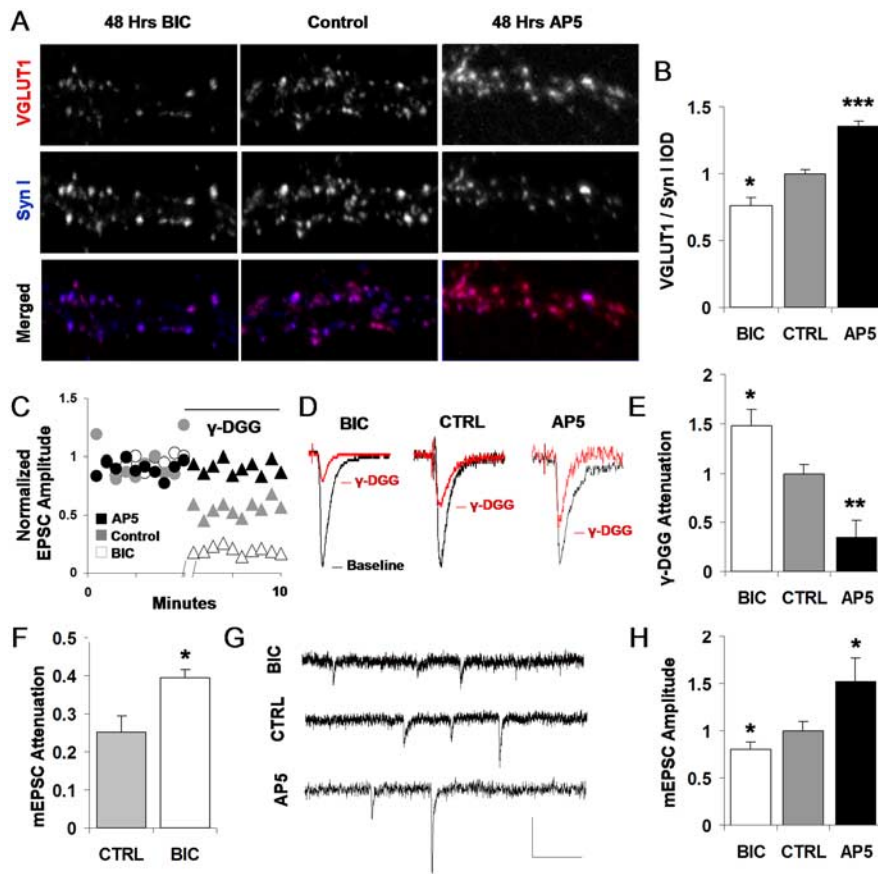 A
48 Hrs BIC
Control
48 Hrs AP5
VGLUT1
Syn I
Merged
B
VGLUT1 / Syn I IOD
1.5
1
0.5
0
*
***
BIC
CTRL
AP5
C
Normalized
EPSC Amplitude
1.5
1
0.5
0
γ-DGG
AP5
Control
BIC
0
10
Minutes
D
BIC
CTRL
AP5
γ-DGG
γ-DGG
γ-DGG
Baseline
E
γ-DGG Attenuation
2
1.5
1
0.5
0
*
**
BIC
CTRL
AP5
F
mEPSC Attenuation
0.5
0.4
0.3
0.2
0.1
0
*
CTRL
BIC
G
BIC
CTRL
AP5
H
mEPSC Amplitude
2
1.5
1
0.5
0
*
*
BIC
CTRL
AP5